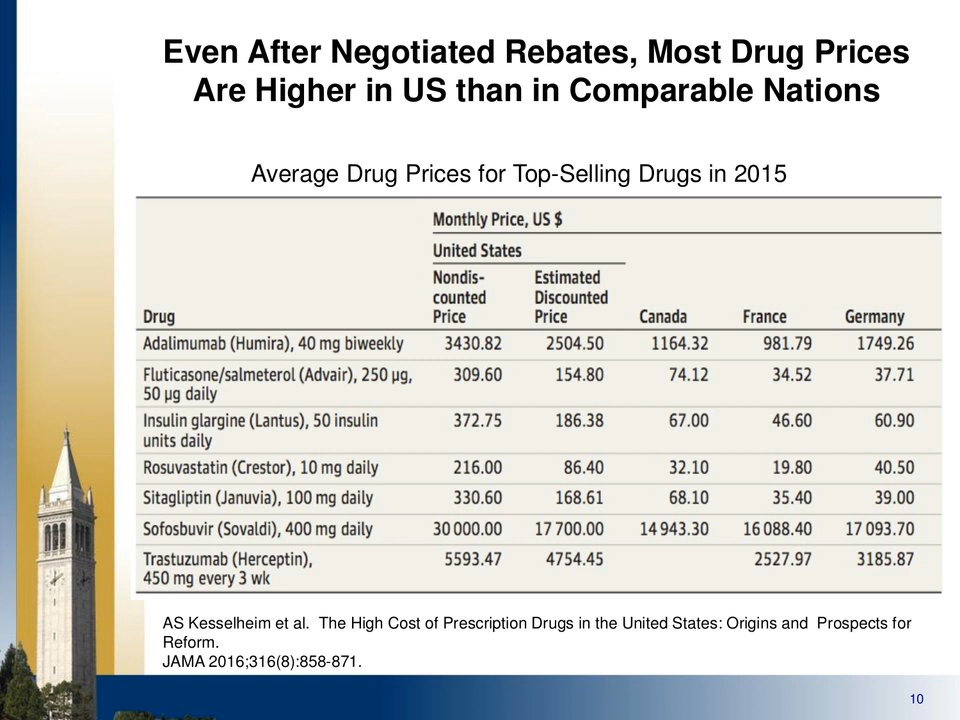 Even After Negotiated Rebates, Most Drug Prices
Are Higher in US than in Comparable Nations
Average Drug Prices for Top-Selling Drugs in 2015
Monthly Price, US $
United States
Nondis- Estimated
counted Discounted
Drug Price Price Canada France Germany
Adalimumab (Humira), 40 mg biweekly 3430.82 2504.50 1164.32 981.79 1749.26
Fluticasone/salmeterol (Advair), 250 µg, 309.60 154.80 74.12 34.52 37.71
50 µg daily
Insulin glargine (Lantus), 50 insulin 372.75 186.38 67.00 46.60 60.90
units daily
Rosuvastatin (Crestor), 10 mg daily 216.00 86.40 32.10 19.80 40.50
Sitagliptin (Januvia), 100 mg daily 330.60 168.61 68.10 35.40 39.00
Sofosbuvir (Sovaldi), 400 mg daily 30 000.00 17 700.00 14 943.30 16 088.40 17 093.70
Trastuzumab (Herceptin), 5593.47 4754.45 2527.97 3185.87
450 mg every 3 wk
AS Kesselheim et al. The High Cost of Prescription Drugs in the United States: Origins and Prospects for
Reform.
JAMA 2016;316(8):858-871.
10